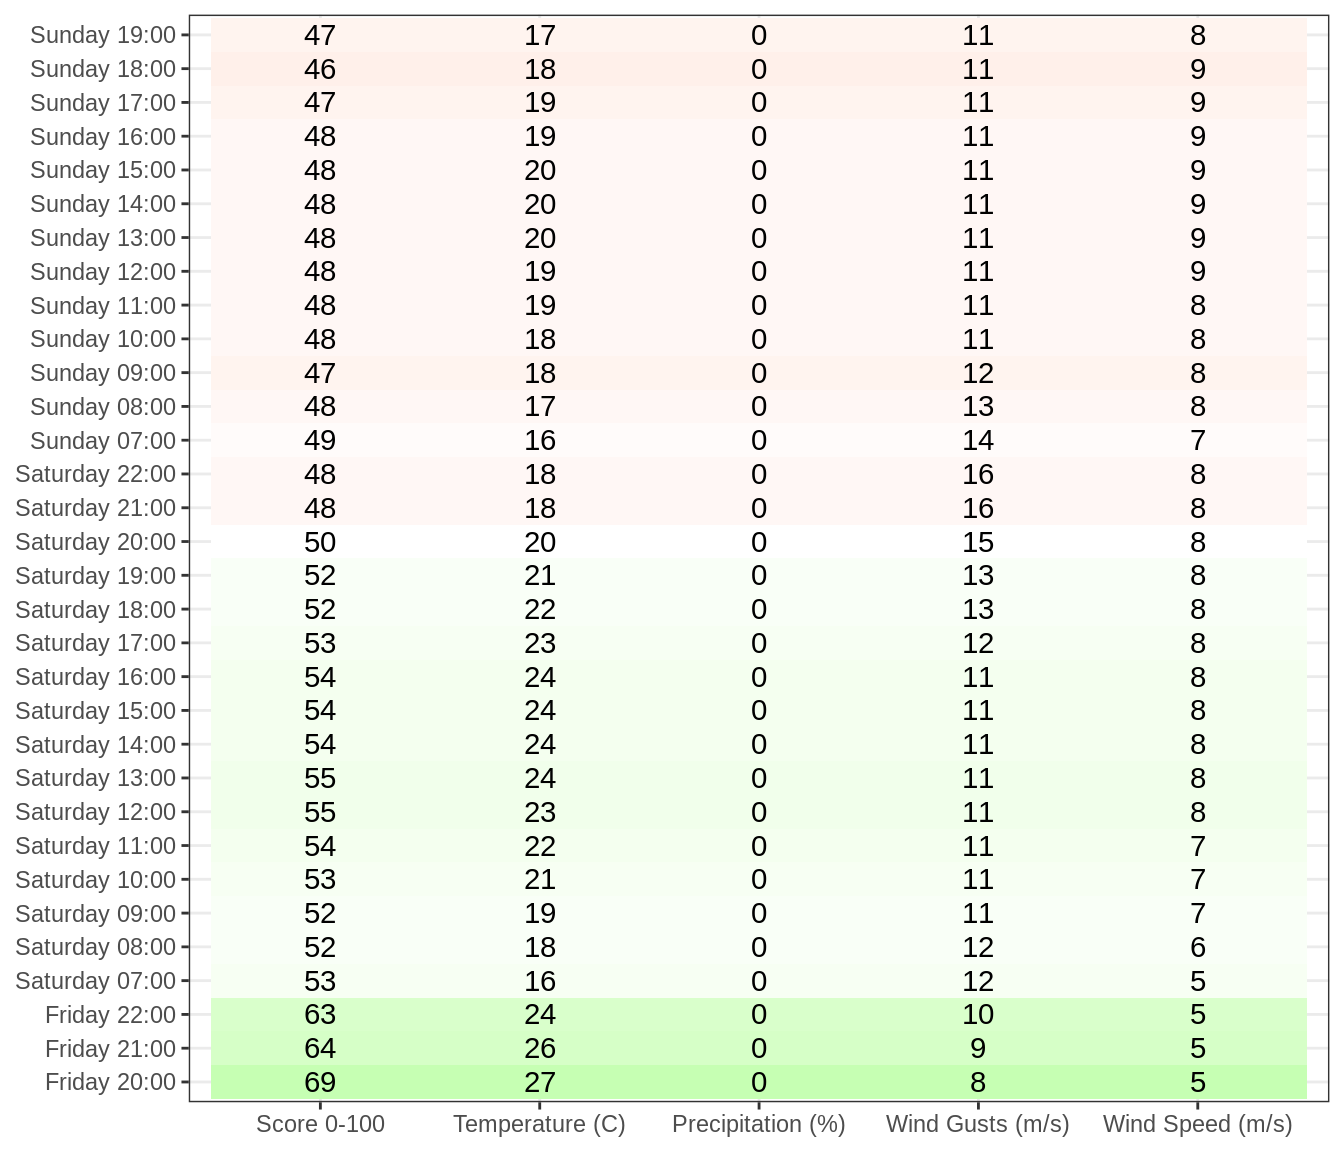 Sunday 19:00 47 17 0 11 8
Sunday 18:00 46 18 0 11 9
Sunday 17:00 47 19 0 11 9
Sunday 16:00 48 19 0 11 9
Sunday 15:00 48 20 0 11 9
Sunday 14:00 48 20 0 11 9
Sunday 13:00 48 20 0 11 9
Sunday 12:00 48 19 0 11 9
Sunday 11:00 48 19 0 11 8
Sunday 10:00 48 18 0 11 8
Sunday 09:00 47 18 0 12 8
Sunday 08:00 48 17 0 13 8
Sunday 07:00 49 16 0 14 7
Saturday 22:00 48 18 0 16 8
Saturday 21:00 48 18 0 16 8
Saturday 20:00 50 20 0 15 8
Saturday 19:00 52 21 0 13 8
Saturday 18:00 52 22 0 13 8
Saturday 17:00 53 23 0 12 8
Saturday 16:00 54 24 0 11 8
Saturday 15:00 54 24 0 11 8
Saturday 14:00 54 24 0 11 8
Saturday 13:00 55 24 0 11 8
Saturday 12:00 55 23 0 11 8
Saturday 11:00 54 22 0 11 7
Saturday 10:00 53 21 0 11 7
Saturday 09:00 52 19 0 11 7
Saturday 08:00 52 18 0 12 6
Saturday 07:00 53 16 0 12 5
Friday 22:00 63 24 0 10 5
Friday 21:00 64 26 0 9 5
Friday 20:00 69 27 0 8 5
Score 0-100 Temperature (C) Precipitation (%) Wind Gusts (m/s) Wind Speed (m/s)